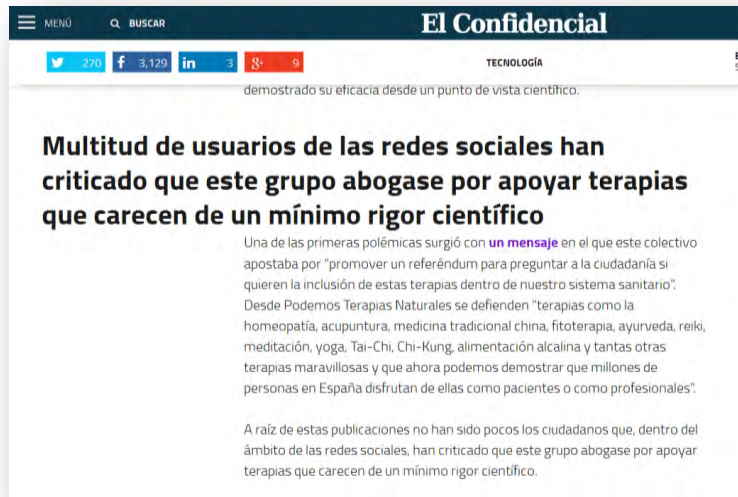 MENÚ
BUSCAR
El Confidencial
270
f 3,129
in 3
8+ 9
TECNOLOGÍA
demostrado su eficacia desde un punto de vista científico.
Multitud de usuarios de las redes sociales han
criticado que este grupo abogase por apoyar terapias
que carecen de un mínimo rigor científico
Una de las primeras polémicas surgió con un mensaje en el que este colectivo
apostaba por "promover un referéndum para preguntar a la ciudadanía si
quieren la inclusión de estas terapias dentro de nuestro sistema sanitario".
Desde Podemos Terapias Naturales se defienden "terapias como la
homeopatía, acupuntura, medicina tradicional china, fitoterapia, ayurveda, reiki,
meditación, yoga, Tai-Chi, Chi-Kung, alimentación alcalina y tantas otras
terapias maravillosas y que ahora podemos demostrar que millones de
personas en España disfrutan de ellas como pacientes o como profesionales".
A raíz de estas publicaciones no han sido pocos los ciudadanos que, dentro del
ámbito de las redes sociales, han criticado que este grupo abogase por apoyar
terapias que carecen de un mínimo rigor científico.